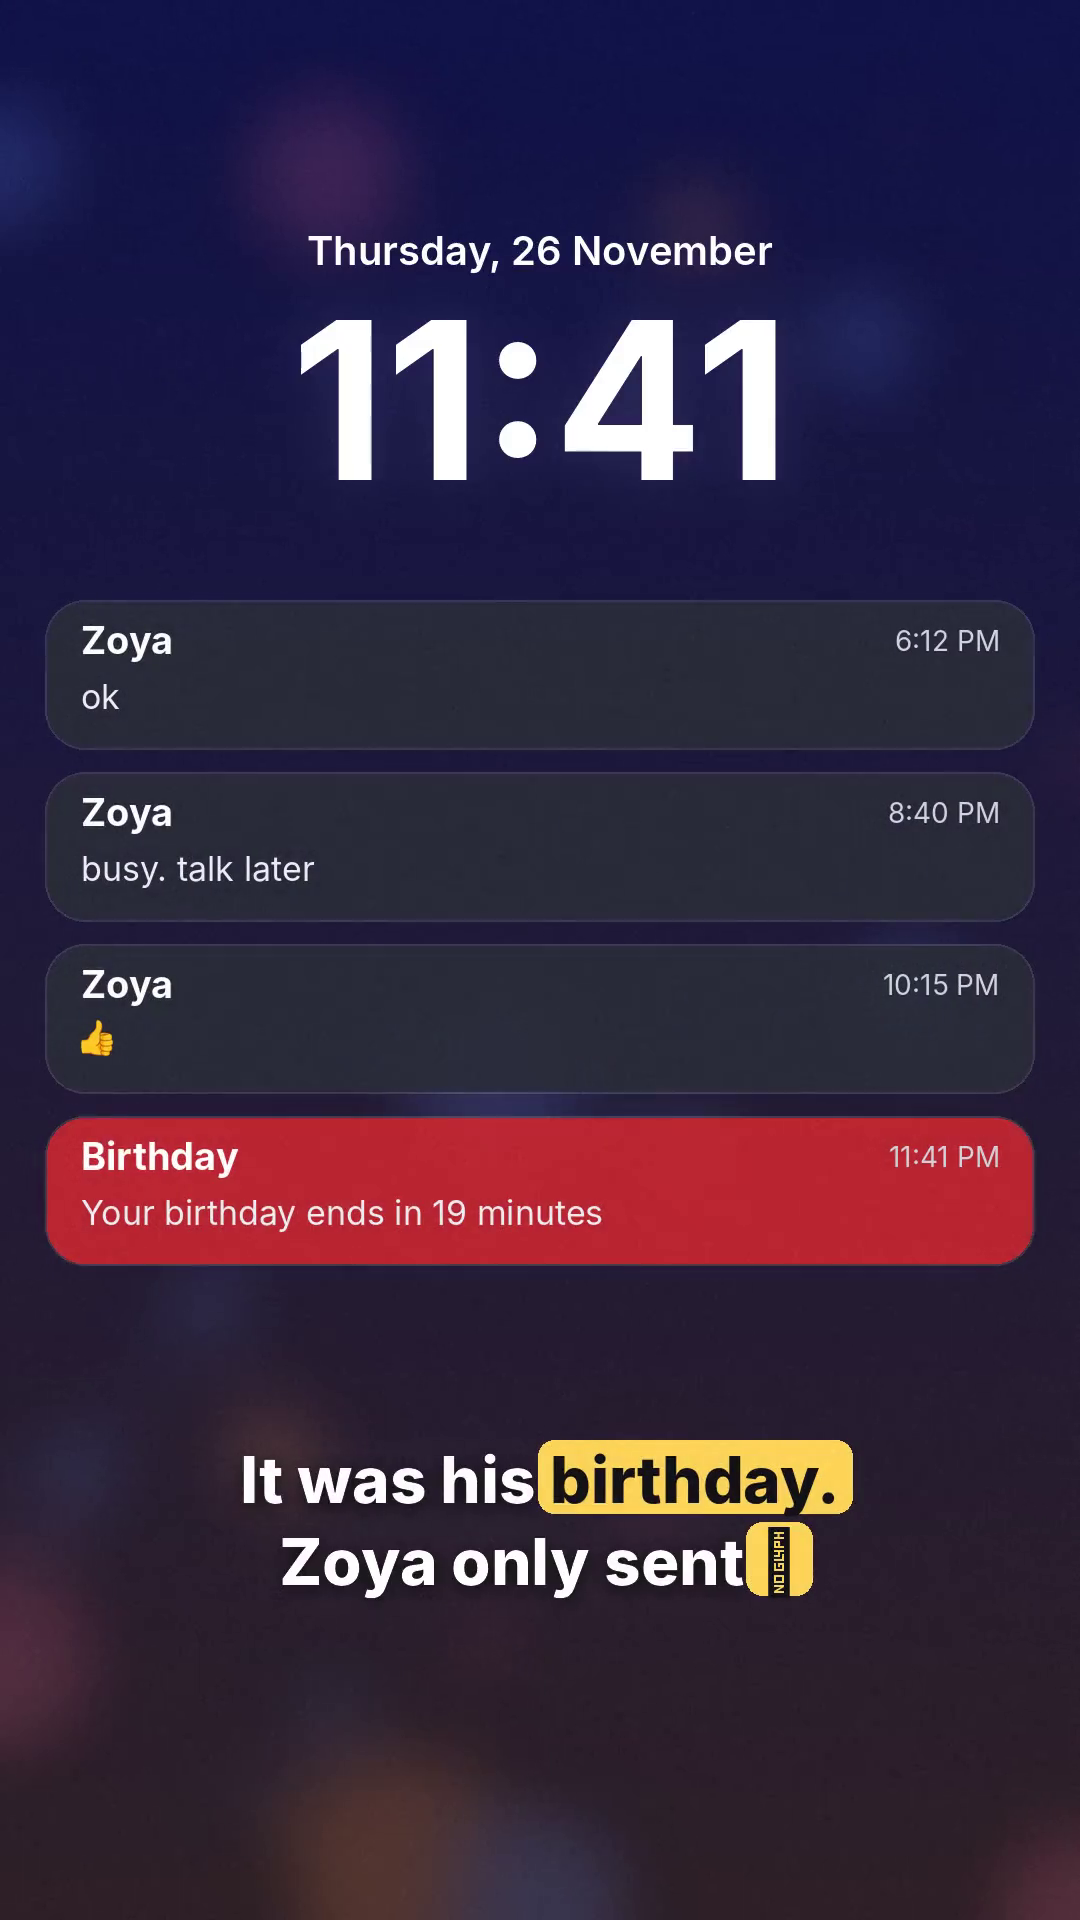 Thursday, 26 November
11:41
Zoya 6:12 PM
ok
Zoya 8:40 PM
busy. talk later
Zoya 10:15 PM
👍
Birthday 11:41 PM
Your birthday ends in 19 minutes
It was his birthday.
Zoya only sent NO GLYPH